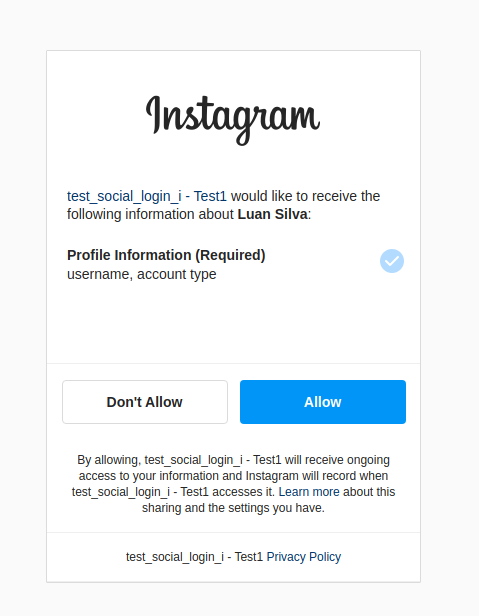 Instagram
test_social_login_i - Test1 would like to receive the
following information about Luan Silva:
Profile Information (Required)
username, account type
Don't Allow
Allow
By allowing, test_social_login_i - Test1 will receive ongoing
access to your information and Instagram will record when
test_social_login_i - Test1 accesses it. Learn more about this
sharing and the settings you have.
test_social_login_i - Test1 Privacy Policy